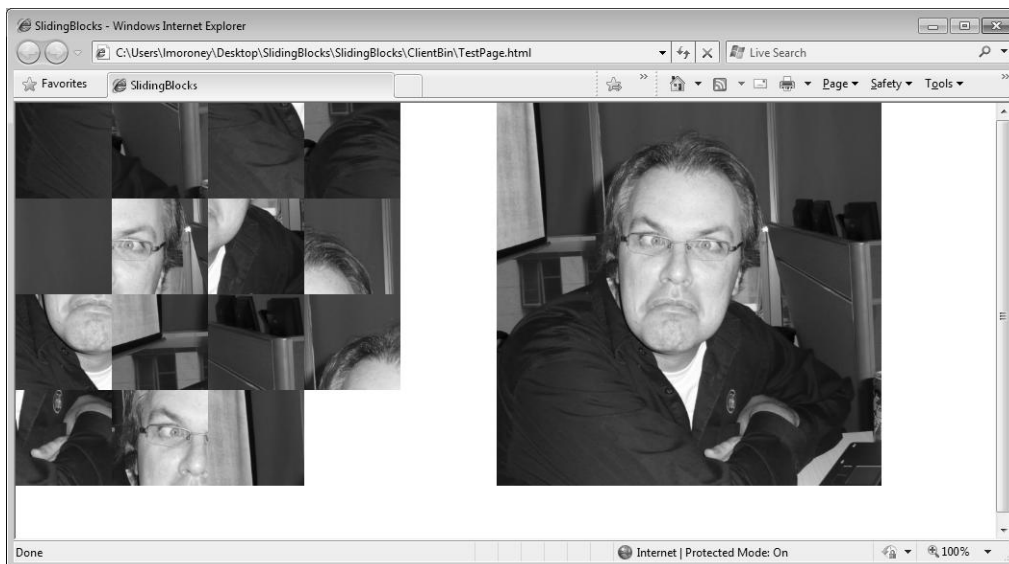 SlidingBlocks - Windows Internet Explorer
C:\Users\lmoroney\Desktop\SlidingBlocks\SlidingBlocks\ClientBin\TestPage.html
Live Search
Favorites
SlidingBlocks
Page
Safety
Tools
Done
Internet | Protected Mode: On
100%